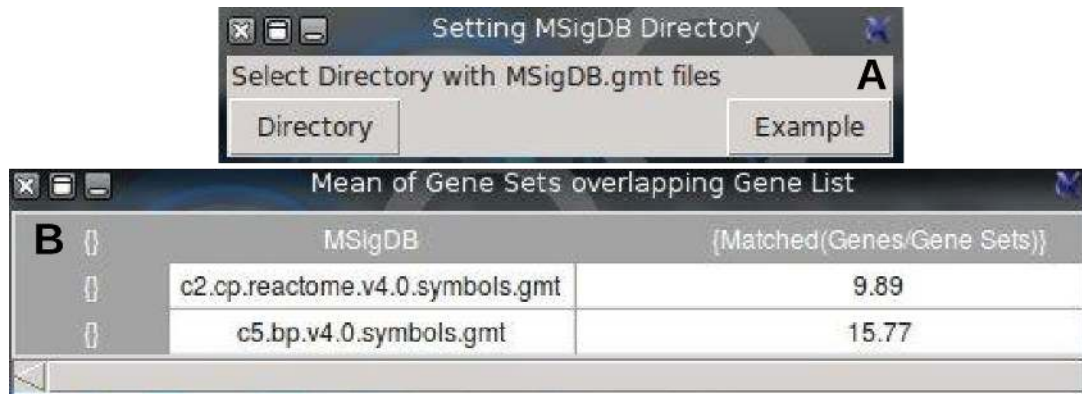 Setting MSigDB Directory
Select Directory with MSigDB.gmt files A
Directory Example
Mean of Gene Sets overlapping Gene List
B {} MSigDB {Matched(Genes/Gene Sets)}
{} c2.cp.reactome.v4.0.symbols.gmt 9.89
{} c5.bp.v4.0.symbols.gmt 15.77